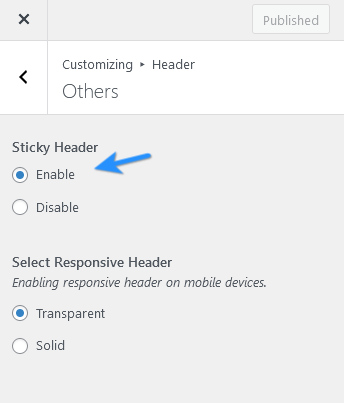 Published
Customizing ▸ Header
Others
Sticky Header
Enable
Disable
Select Responsive Header
Enabling responsive header on mobile devices.
Transparent
Solid